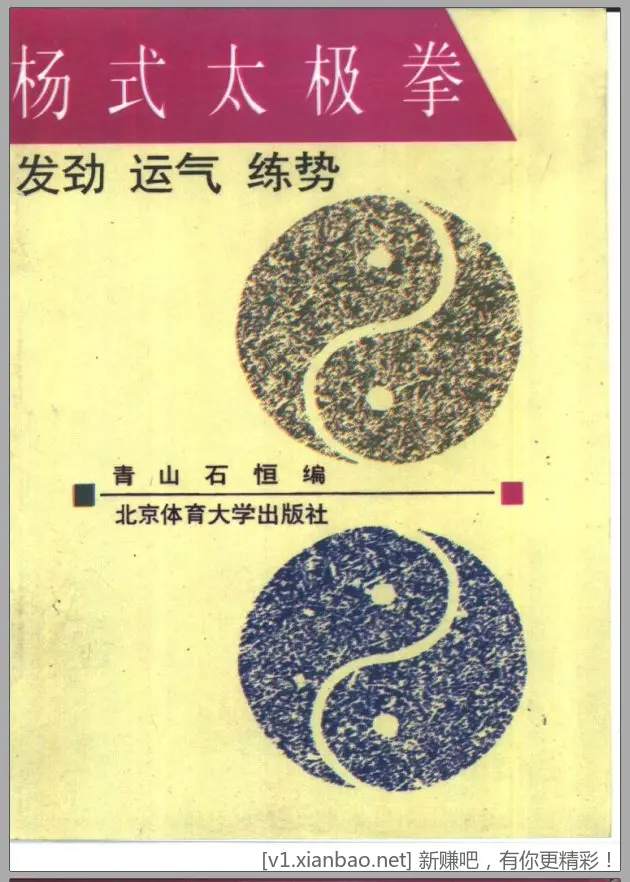 杨式太极拳
发劲 运气 练势
青山石恒编
北京体育大学出版社
[v1.xianbao.net] 新赚吧，有你更精彩！